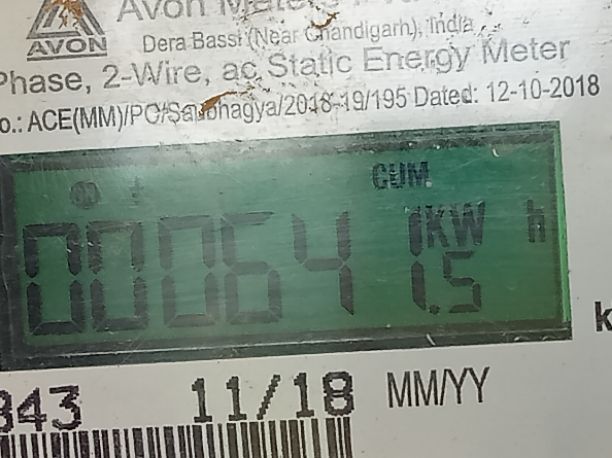 AVON
Avon
Dera Bassi (Near Chandigarh), India
Phase, 2-Wire, ac Static Energy Meter
o.: ACE(MM)/PC/Saubhagya/2018-19/195 Dated: 12-10-2018
CUM
KW h
00064 1.5
k
343 11/18 MM/YY